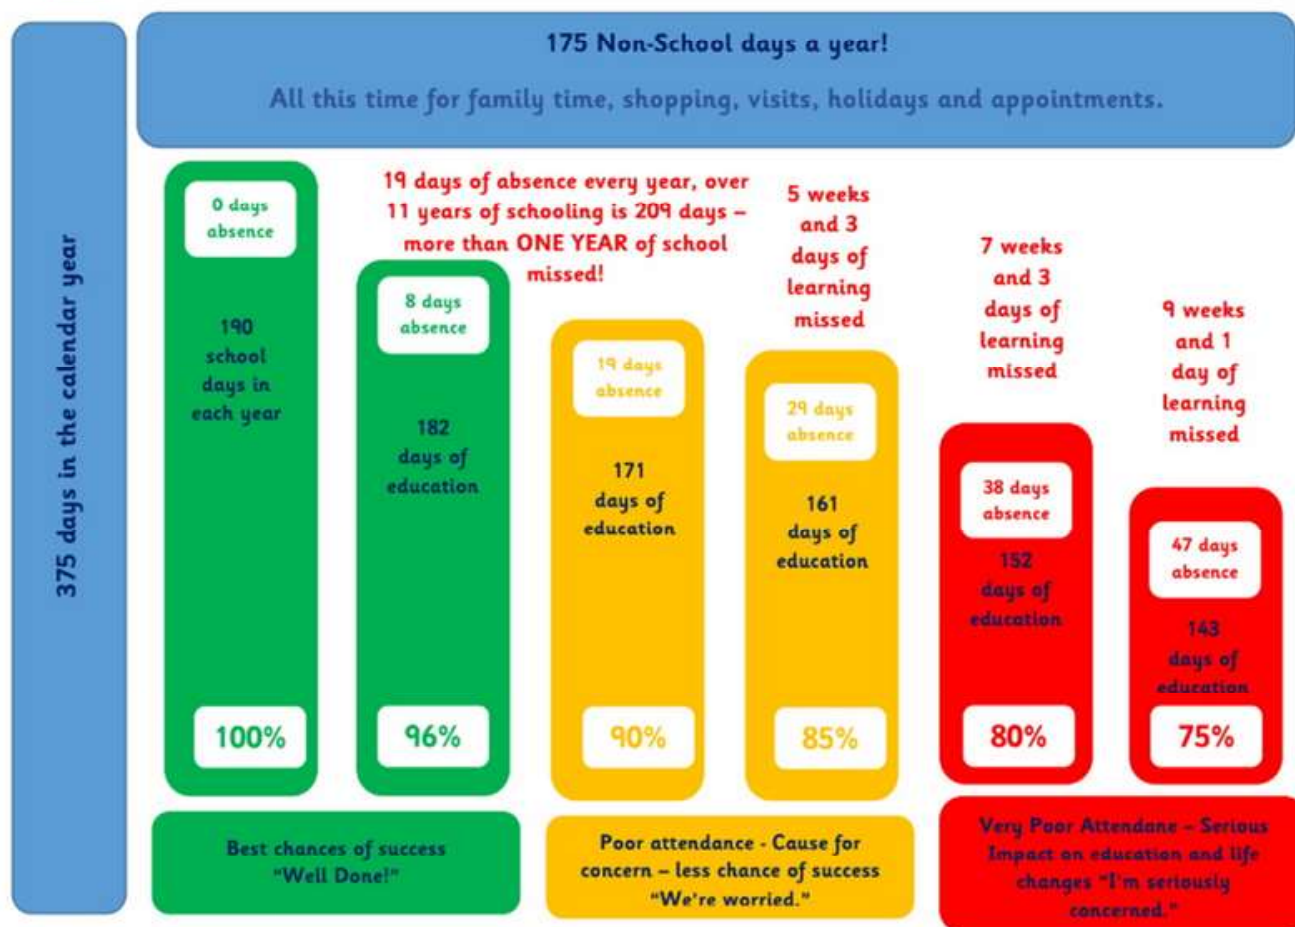 375 days in the calendar year
175 Non-School days a year!
All this time for family time, shopping, visits, holidays and appointments.
0 days
absence
190
school
days in
each year
100%
19 days of absence every year, over
11 years of schooling is 209 days –
more than ONE YEAR of school
missed!
8 days
absence
182
days of
education
96%
19 days
absence
171
days of
education
90%
5 weeks
and 3
days of
learning
missed
29 days
absence
161
days of
education
85%
7 weeks
and 3
days of
learning
missed
38 days
absence
152
days of
education
80%
9 weeks
and 1
day of
learning
missed
47 days
absence
143
days of
education
75%
Best chances of success
“Well Done!”
Poor attendance - Cause for
concern – less chance of success
“We’re worried.”
Very Poor Attendane – Serious
Impact on education and life
changes “I’m seriously
concerned.”